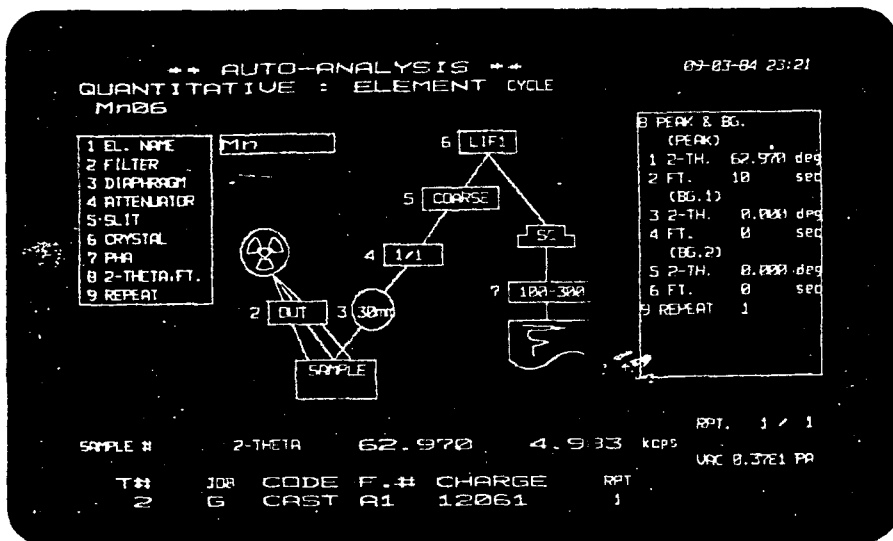 ** AUTO-ANALYSIS **
09-03-84 23:21
QUANTITATIVE : ELEMENT CYCLE
Mn06
1 EL. NAME
2 FILTER
3 DIAPHRAGM
4 ATTENUATOR
5 SLIT
6 CRYSTAL
7 PHA
8 2-THETA,FT.
9 REPEAT
Mn
6 LIF1
5 COARSE
4 1/1
SC
2 OUT
3 30mm
7 100-300
SAMPLE
8 PEAK & BG.
(PEAK)
1 2-TH. 62.970 deg
2 FT. 10 sec
(BG.1)
3 2-TH. 0.000 deg
4 FT. 0 sec
(BG.2)
5 2-TH. 0.000 deg
6 FT. 0 sec
9 REPEAT 1
RPT. 1 / 1
SAMPLE # 2-THETA 62.970 4.983 kcps
VAC 0.37E1 PA
T# JOB CODE F.# CHARGE RPT
2 G CAST A1 12061 1